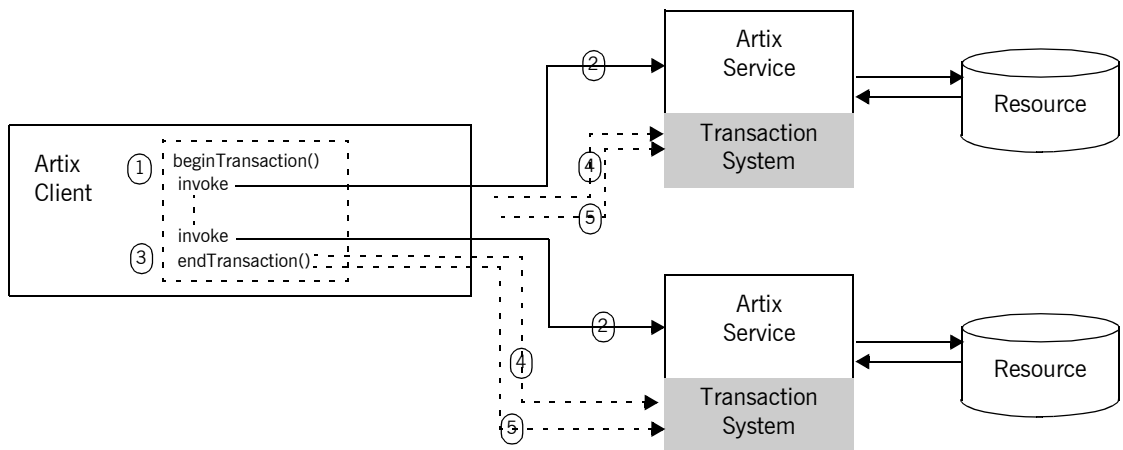 Artix
Client
1
beginTransaction()
invoke
invoke
3
endTransaction()
2
4
5
Artix
Service
Transaction
System
Resource
2
4
5
Artix
Service
Transaction
System
Resource